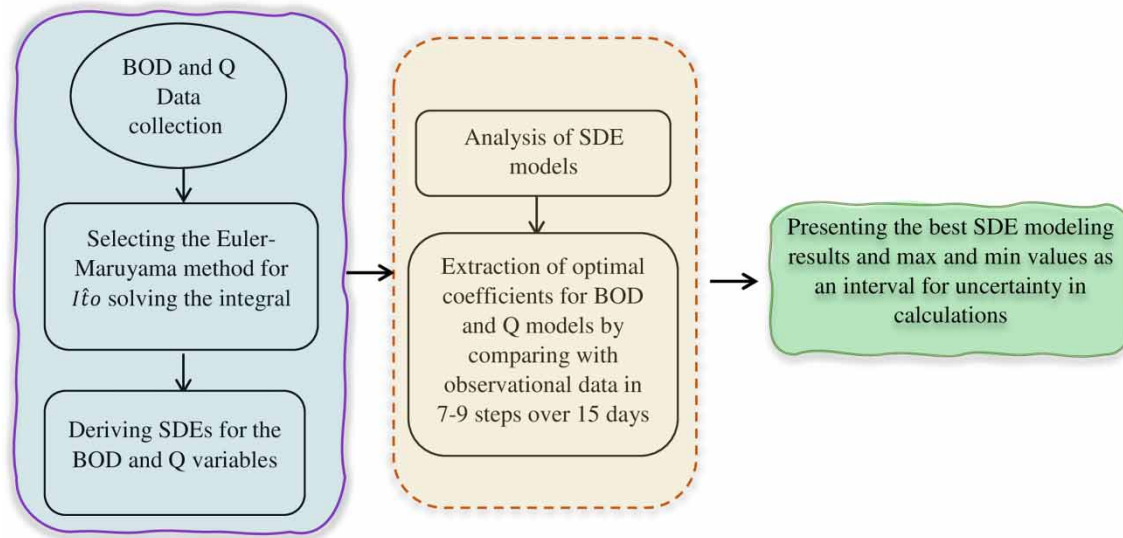 BOD and Q
Data
collection
Selecting the Euler-
Maruyama method for
Itô solving the integral
Deriving SDEs for the
BOD and Q variables
Analysis of SDE
models
Extraction of optimal
coefficients for BOD
and Q models by
comparing with
observational data in
7-9 steps over 15 days
Presenting the best SDE modeling
results and max and min values as
an interval for uncertainty in
calculations